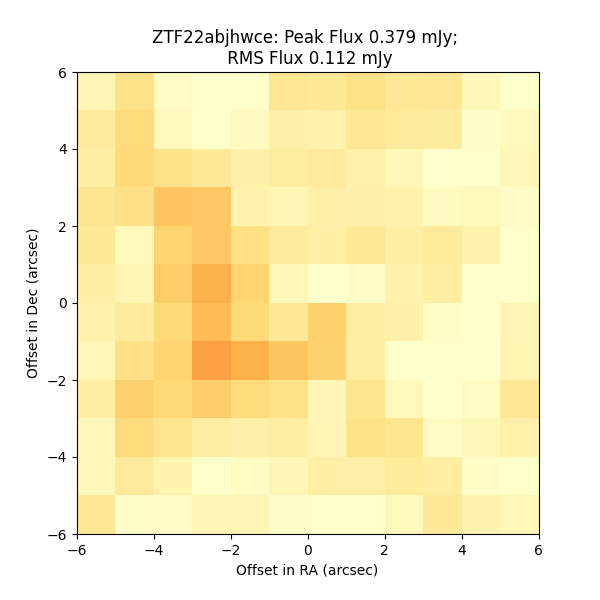 ZTF22abjhwce: Peak Flux 0.379 mJy;
RMS Flux 0.112 mJy
6
4
2
0
−2
−4
−6
Offset in Dec (arcsec)
−6 −4 −2 0 2 4 6
Offset in RA (arcsec)